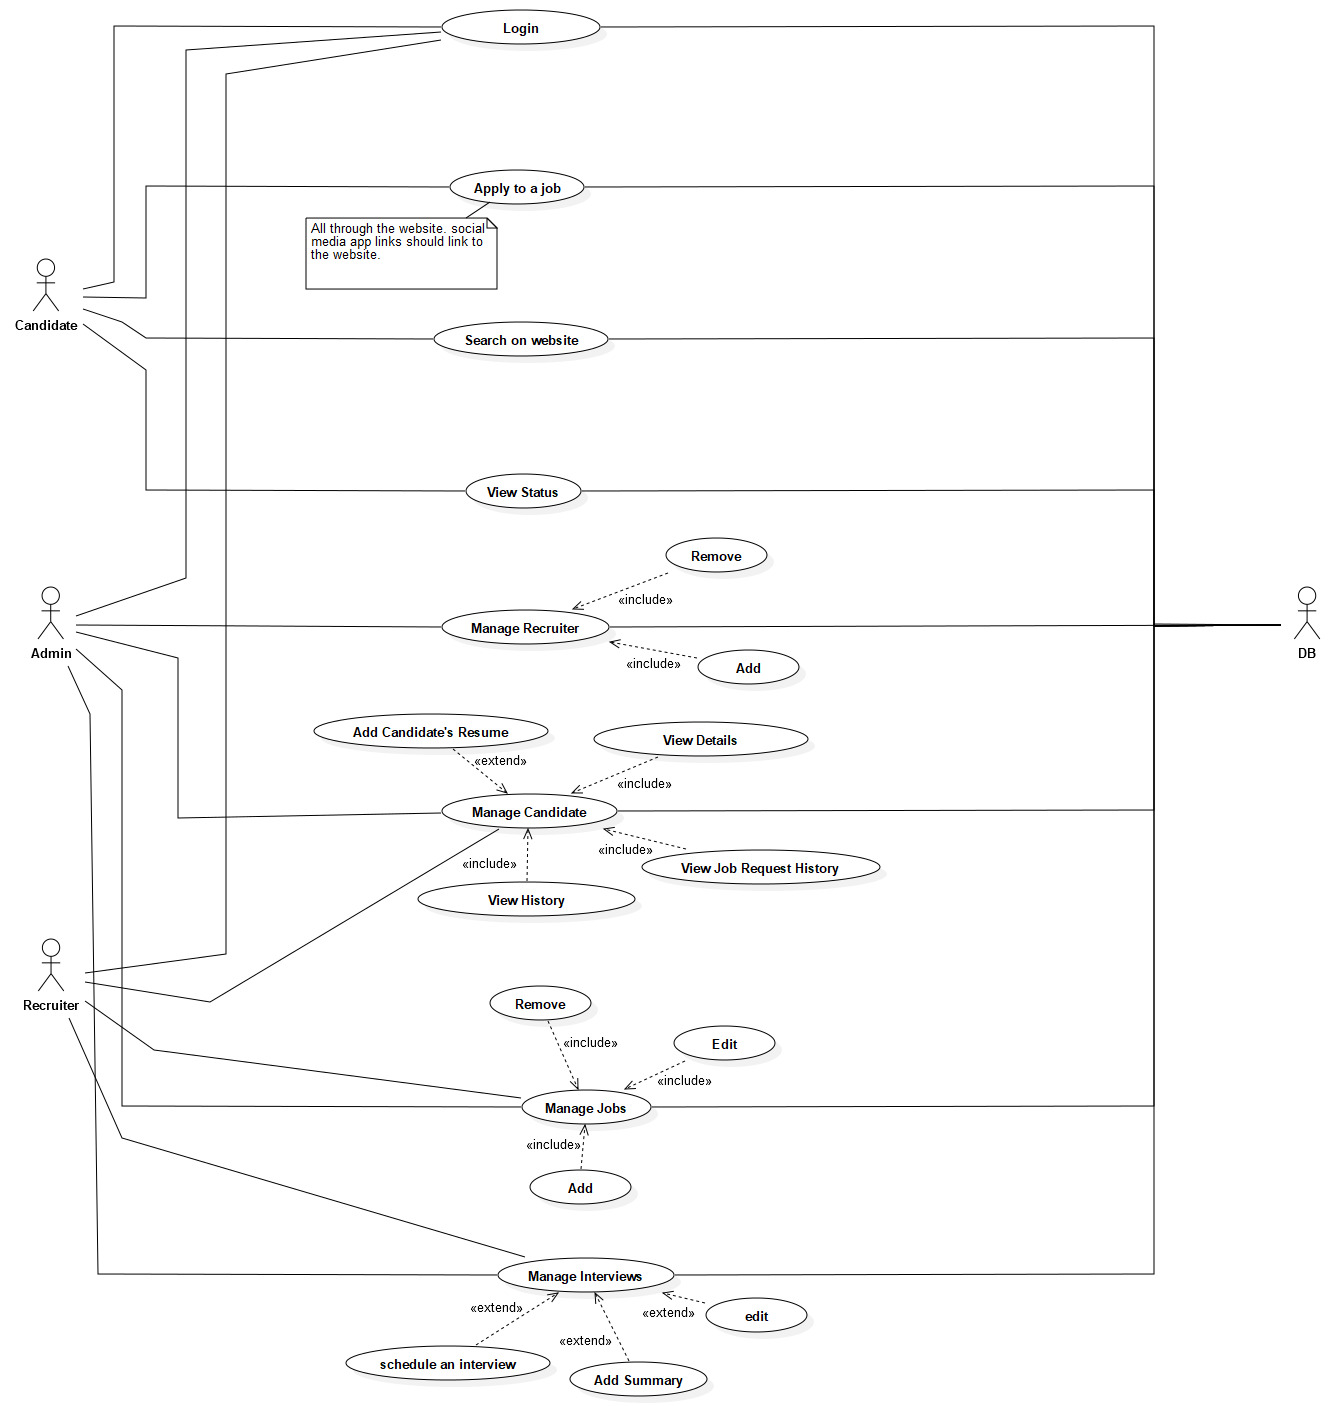 Login
Apply to a job
All through the website. social
media app links should link to
the website.
Candidate
Search on website
View Status
Remove
«include»
Admin
Manage Recruiter
DB
«include»
Add
Add Candidate's Resume
View Details
«extend»
«include»
Manage Candidate
«include»
«include»
View Job Request History
View History
Recruiter
Remove
«include»
Edit
«include»
Manage Jobs
«include»
Add
Manage Interviews
«extend»
«extend»
edit
«extend»
schedule an interview
Add Summary